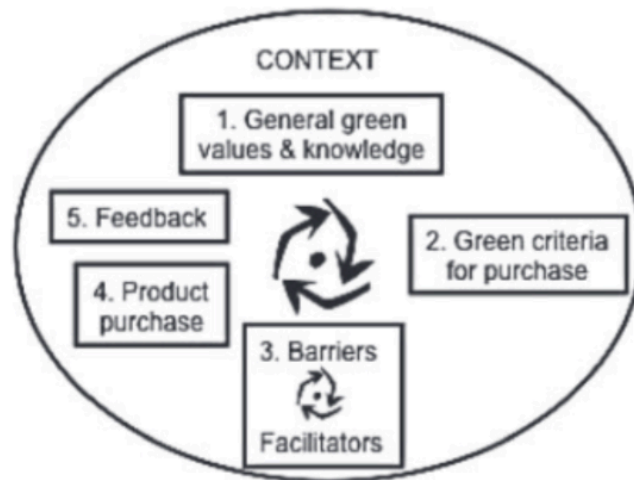 CONTEXT
1. General green
values & knowledge
2. Green criteria
for purchase
3. Barriers
Facilitators
4. Product
purchase
5. Feedback